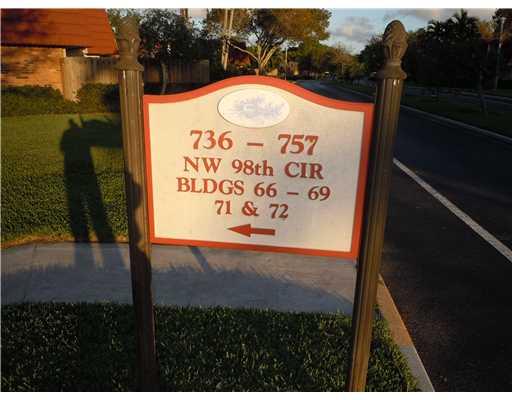 736 – 757
NW 98th CIR
BLDGS 66 – 69
71 & 72